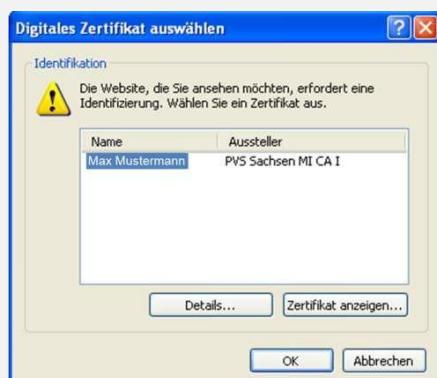 Digitales Zertifikat auswählen
Identifikation
Die Website, die Sie ansehen möchten, erfordert eine
Identifizierung. Wählen Sie ein Zertifikat aus.
Name Aussteller
Max Mustermann PVS Sachsen MI CA I
Details... Zertifikat anzeigen...
OK Abbrechen